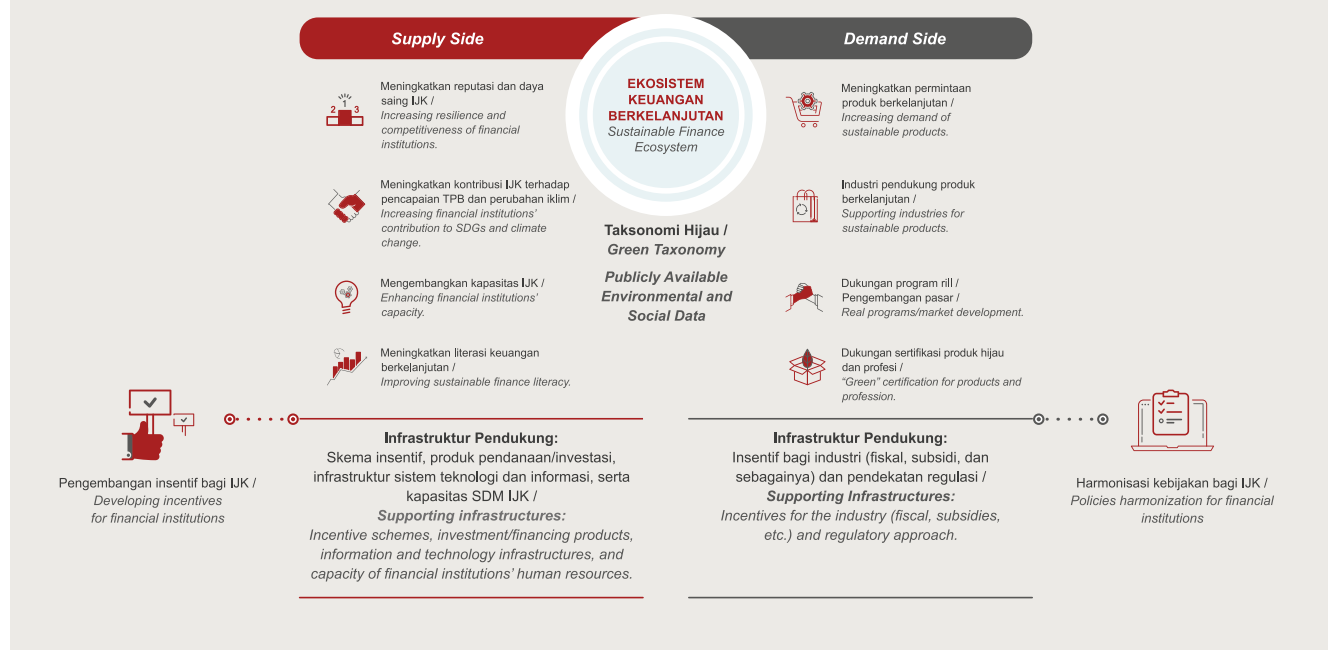 Supply Side
Demand Side
EKOSISTEM
KEUANGAN
BERKELANJUTAN
Sustainable Finance
Ecosystem
Taksonomi Hijau /
Green Taxonomy
Publicly Available
Environmental and
Social Data
1
2 3
Meningkatkan reputasi dan daya
saing IJK /
Increasing resilience and
competitiveness of financial
institutions.
Meningkatkan kontribusi IJK terhadap
pencapaian TPB dan perubahan iklim /
Increasing financial institutions'
contribution to SDGs and climate
change.
Mengembangkan kapasitas IJK /
Enhancing financial institutions'
capacity.
Meningkatkan literasi keuangan
berkelanjutan /
Improving sustainable finance literacy.
Meningkatkan permintaan
produk berkelanjutan /
Increasing demand of
sustainable products.
Industri pendukung produk
berkelanjutan /
Supporting industries for
sustainable products.
Dukungan program rill /
Pengembangan pasar /
Real programs/market development.
Dukungan sertifikasi produk hijau
dan profesi /
"Green" certification for products and
profession.
Pengembangan insentif bagi IJK /
Developing incentives
for financial institutions
Infrastruktur Pendukung:
Skema insentif, produk pendanaan/investasi,
infrastruktur sistem teknologi dan informasi, serta
kapasitas SDM IJK /
Supporting infrastructures:
Incentive schemes, investment/financing products,
information and technology infrastructures, and
capacity of financial institutions' human resources.
Infrastruktur Pendukung:
Insentif bagi industri (fiskal, subsidi, dan
sebagainya) dan pendekatan regulasi /
Supporting Infrastructures:
Incentives for the industry (fiscal, subsidies,
etc.) and regulatory approach.
Harmonisasi kebijakan bagi IJK /
Policies harmonization for financial
institutions